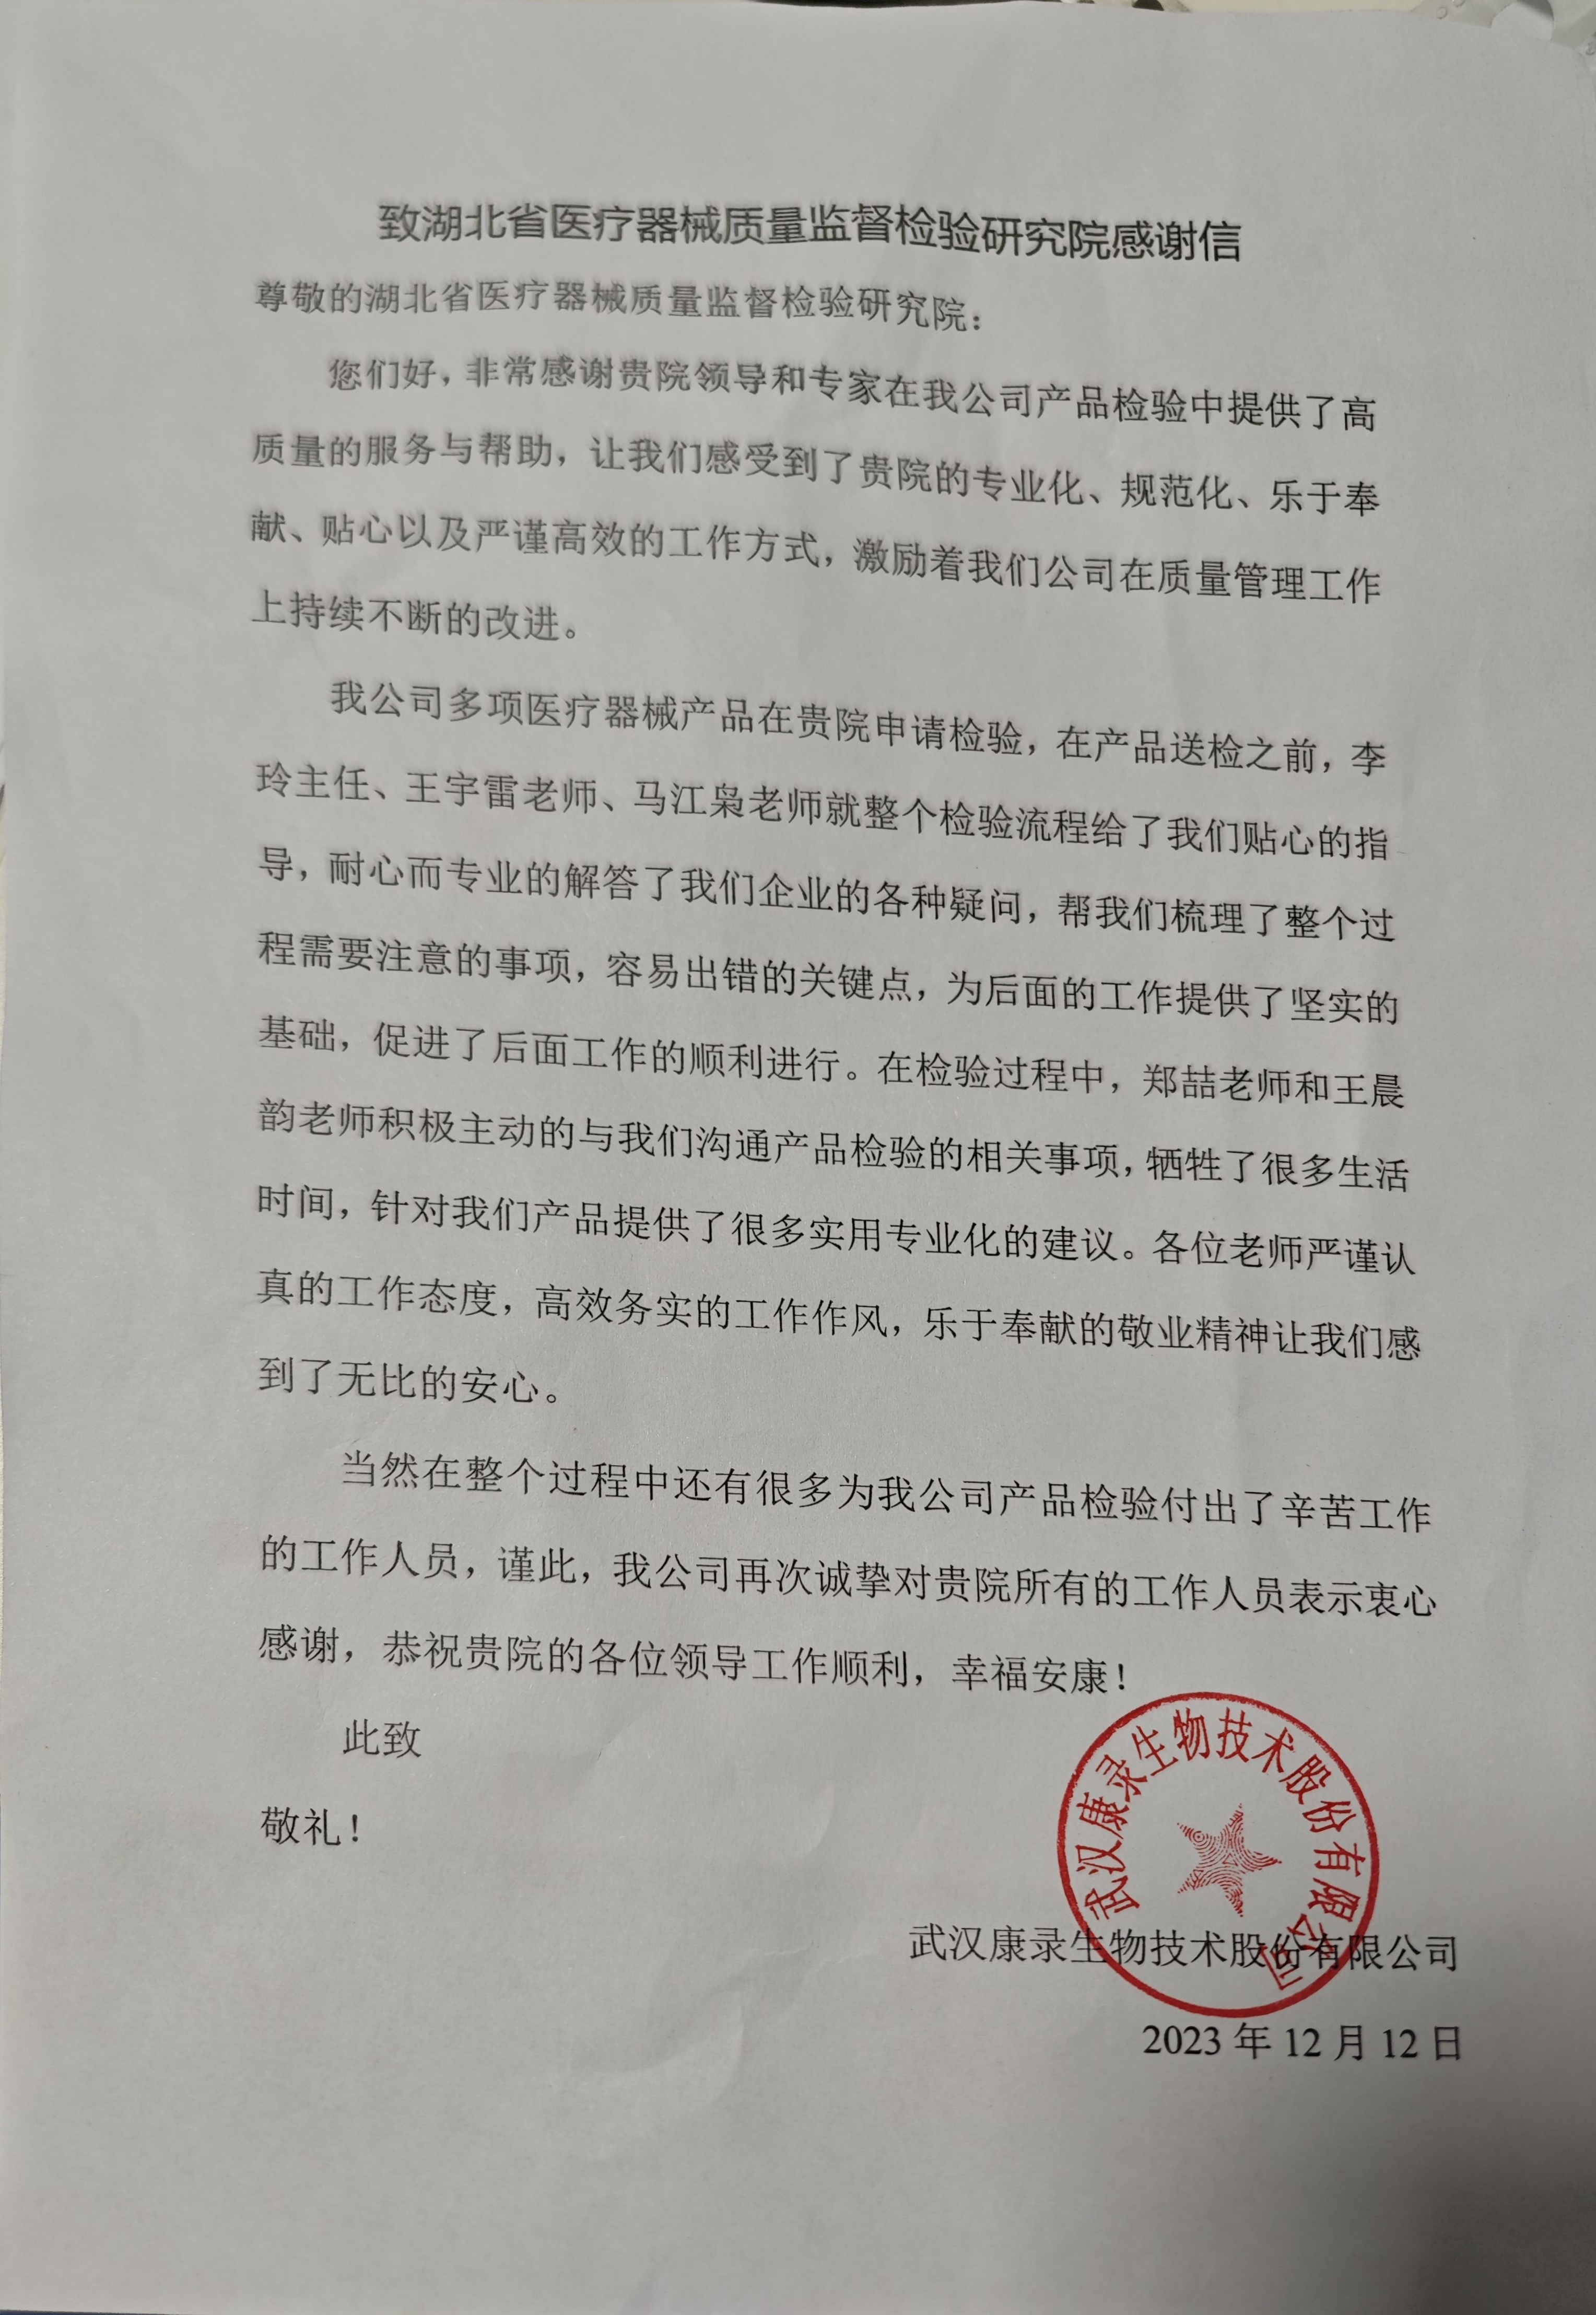 致湖北省医疗器械质量监督检验研究院感谢信
尊敬的湖北省医疗器械质量监督检验研究院：
您们好，非常感谢贵院领导和专家在我公司产品检验中提供了高
质量的服务与帮助，让我们感受到了贵院的专业化、规范化、乐于奉
献、贴心以及严谨高效的工作方式，激励着我们公司在质量管理工作
上持续不断的改进。
我公司多项医疗器械产品在贵院申请检验，在产品送检之前，李
玲主任、王宇雷老师、马江枭老师就整个检验流程给了我们贴心的指
导，耐心而专业的解答了我们企业的各种疑问，帮我们梳理了整个过
程需要注意的事项，容易出错的关键点，为后面的工作提供了坚实的
基础，促进了后面工作的顺利进行。在检验过程中，郑喆老师和王晨
韵老师积极主动的与我们沟通产品检验的相关事项，牺牲了很多生活
时间，针对我们产品提供了很多实用专业化的建议。各位老师严谨认
真的工作态度，高效务实的工作作风，乐于奉献的敬业精神让我们感
到了无比的安心。
当然在整个过程中还有很多为我公司产品检验付出了辛苦工作
的工作人员，谨此，我公司再次诚挚对贵院所有的工作人员表示衷心
感谢，恭祝贵院的各位领导工作顺利，幸福安康！
此致
敬礼！
武汉康录生物技术股份有限公司
武汉康录生物技术股份有限公司
2023 年 12 月 12 日